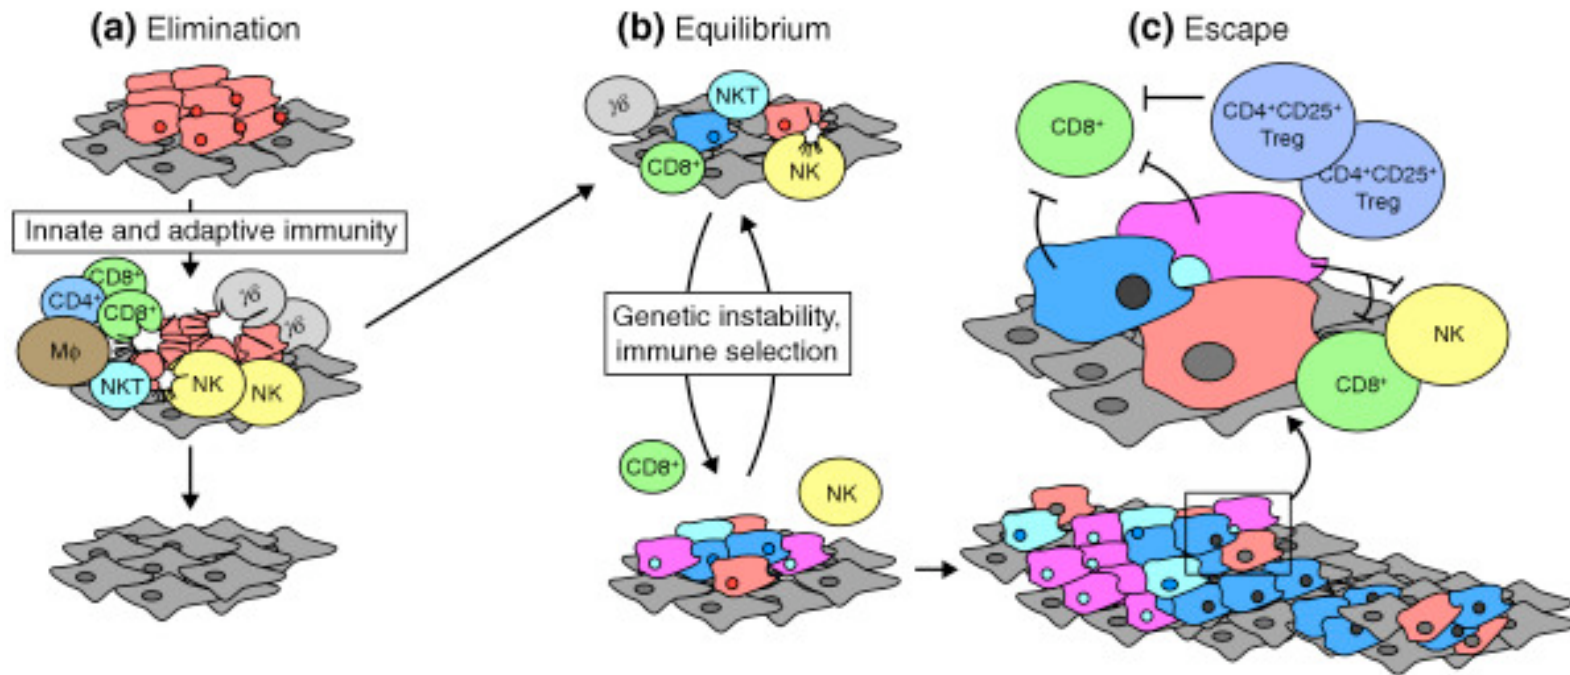 (a) Elimination
Innate and adaptive immunity
CD8+
CD4+
CD8+
γδ
γδ
Mφ
NKT
NK
NK
(b) Equilibrium
γδ
NKT
CD8+
NK
Genetic instability,
immune selection
CD8+
NK
(c) Escape
CD8+
CD4+CD25+
Treg
CD4+CD25+
Treg
NK
CD8+